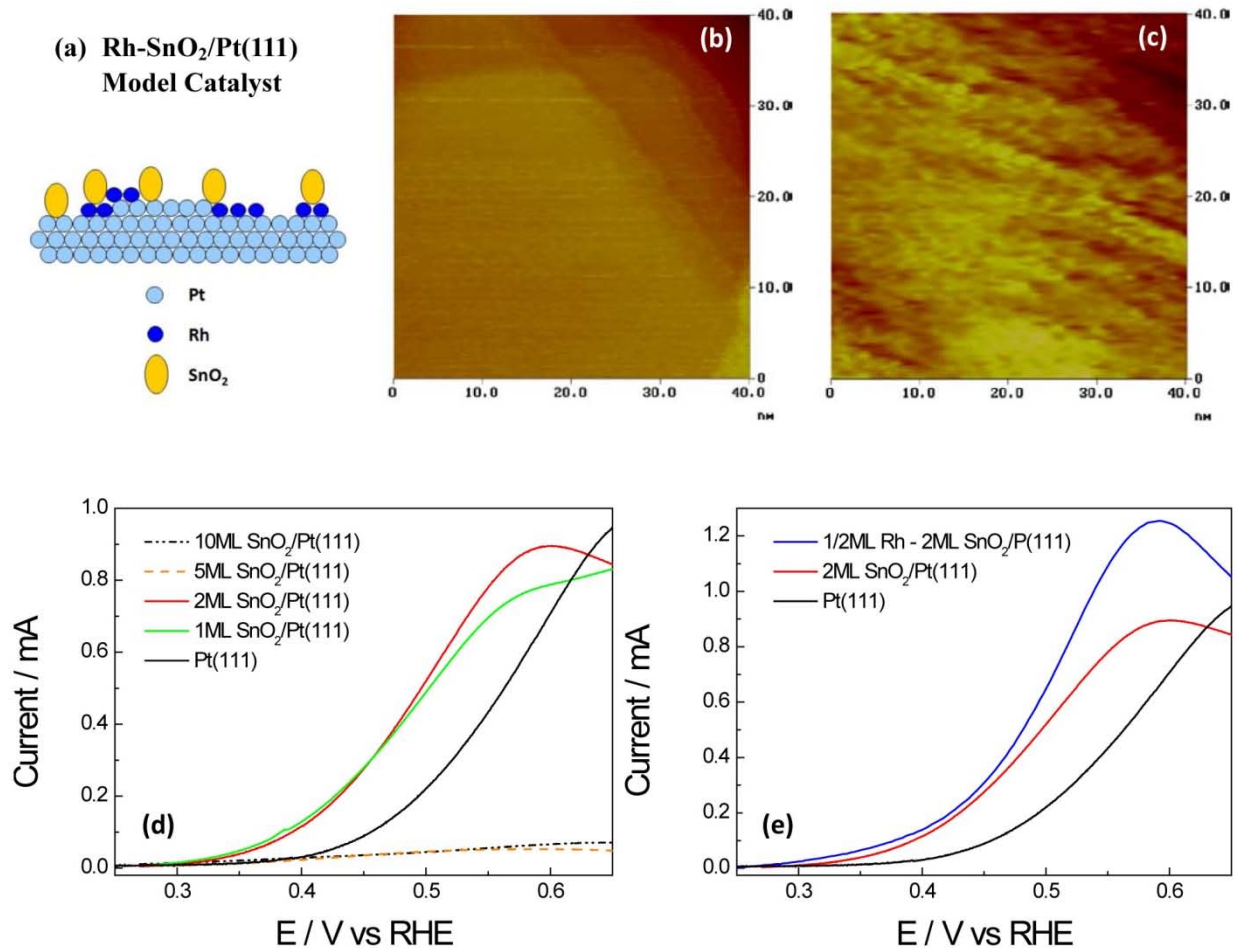 (a) Rh-SnO₂/Pt(111)
Model Catalyst
Pt
Rh
SnO₂
(b)
40.0
30.0
20.0
10.0
0
0 10.0 20.0 30.0 40.0
nM
(c)
40.0
30.0
20.0
10.0
0
0 10.0 20.0 30.0 40.0
nM
1.0
0.8
0.6
0.4
0.2
0.0
Current / mA
10ML SnO₂/Pt(111)
5ML SnO₂/Pt(111)
2ML SnO₂/Pt(111)
1ML SnO₂/Pt(111)
Pt(111)
(d)
0.3 0.4 0.5 0.6
E / V vs RHE
1.2
1.0
0.8
0.6
0.4
0.2
0.0
Current / mA
1/2ML Rh - 2ML SnO₂/P(111)
2ML SnO₂/Pt(111)
Pt(111)
(e)
0.3 0.4 0.5 0.6
E / V vs RHE